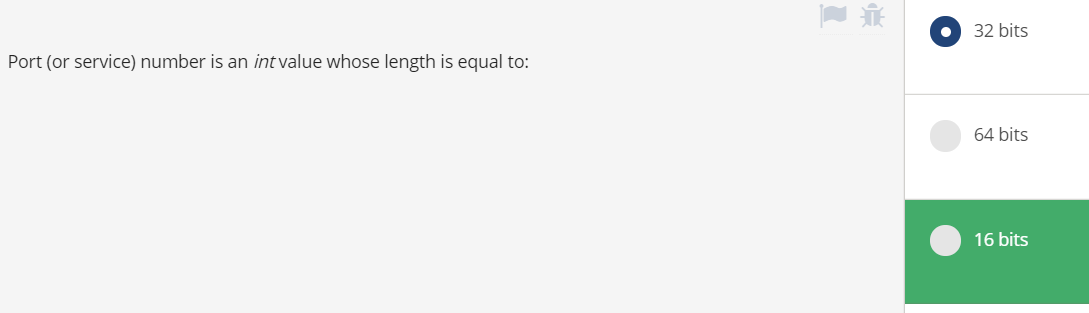 Port (or service) number is an int value whose length is equal to:
32 bits
64 bits
16 bits